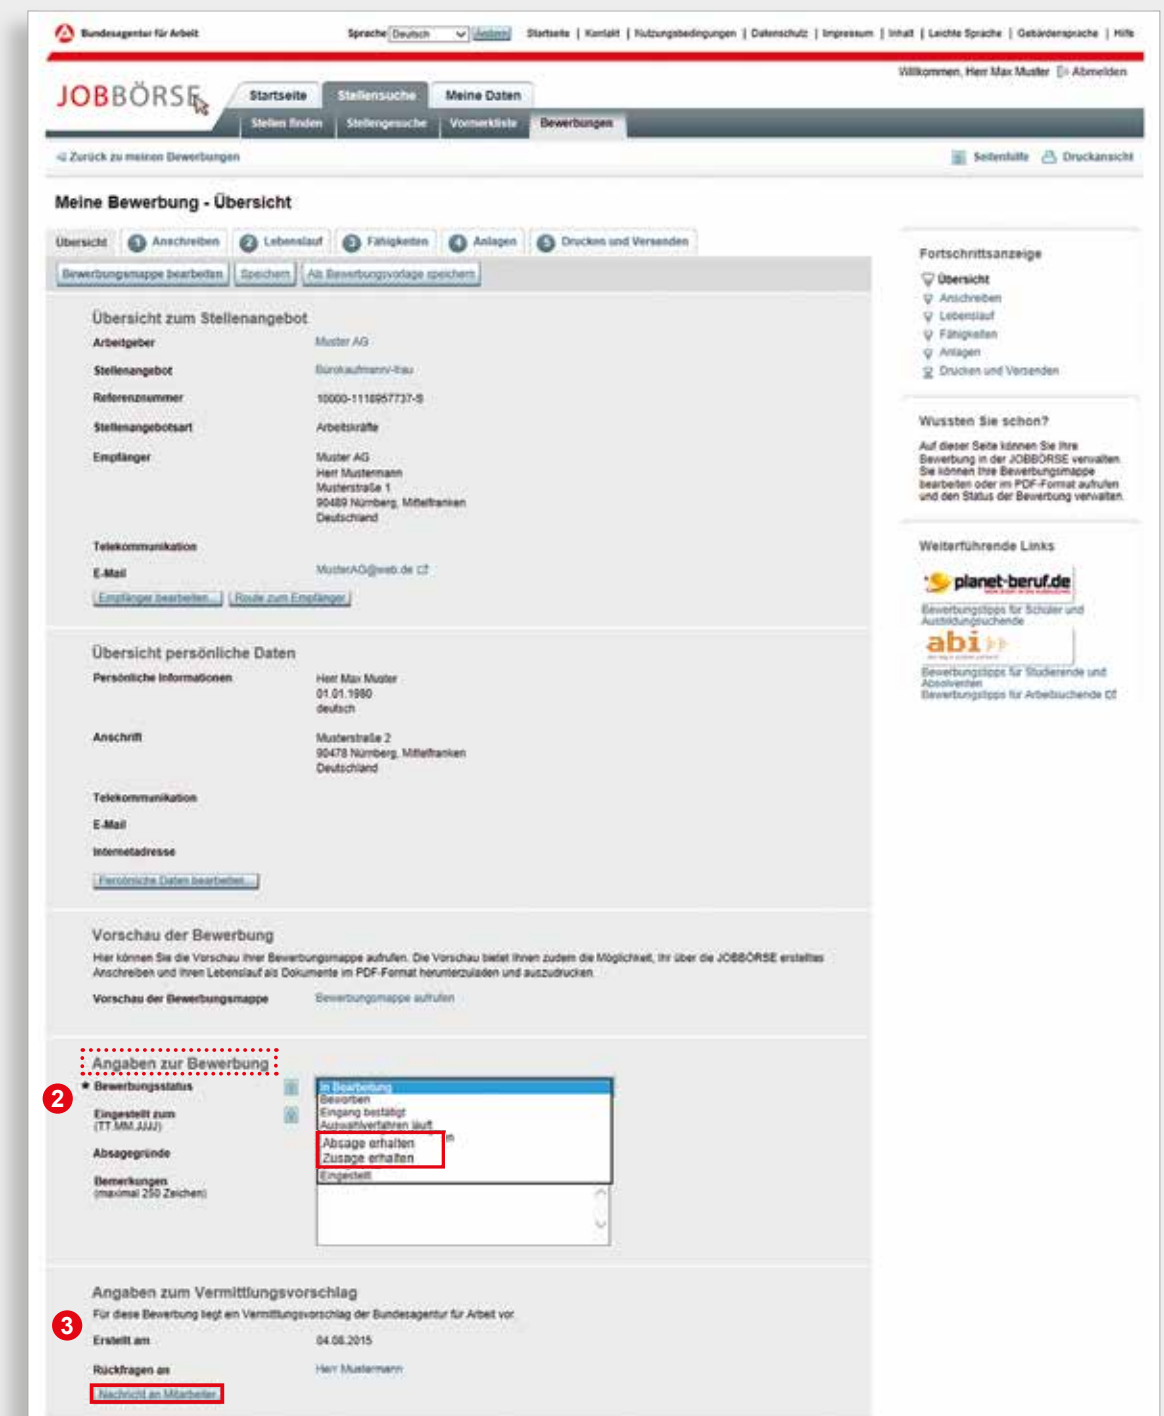 Bundesagentur für Arbeit
Sprache Deutsch Ändern Startseite | Kontakt | Nutzungsbedingungen | Datenschutz | Impressum | Inhalt | Leichte Sprache | Gebärdensprache | Hilfe
Willkommen, Herr Max Muster Abmelden
JOBBÖRSE
Startseite Stellensuche Meine Daten
Stellen finden Stellengesuche Vormerkliste Bewerbungen
Zurück zu meinen Bewerbungen Seitenhilfe Druckansicht
Meine Bewerbung - Übersicht
Übersicht 1 Anschreiben 2 Lebenslauf 3 Fähigkeiten 4 Anlagen 5 Drucken und Versenden
Bewerbungsmappe bearbeiten Speichern Als Bewerbungsvorlage speichern
Übersicht zum Stellenangebot
Arbeitgeber Muster AG
Stellenangebot Bürokaufmann/-frau
Referenznummer 10000-1118957737-S
Stellenangebotsart Arbeitskräfte
Empfänger Muster AG
Herr Mustermann
Musterstraße 1
90489 Nürnberg, Mittelfranken
Deutschland
Telekommunikation
E-Mail MusterAG@web.de
Empfänger bearbeiten... Route zum Empfänger
Übersicht persönliche Daten
Persönliche Informationen Herr Max Muster
01.01.1980
deutsch
Anschrift Musterstraße 2
90478 Nürnberg, Mittelfranken
Deutschland
Telekommunikation
E-Mail
Internetadresse
Persönliche Daten bearbeiten...
Vorschau der Bewerbung
Hier können Sie die Vorschau Ihrer Bewerbungsmappe aufrufen. Die Vorschau bietet Ihnen zudem die Möglichkeit, Ihr über die JOBBÖRSE erstelltes
Anschreiben und Ihren Lebenslauf als Dokumente im PDF-Format herunterzuladen und auszudrucken.
Vorschau der Bewerbungsmappe Bewerbungsmappe aufrufen
Angaben zur Bewerbung
2
* Bewerbungsstatus In Bearbeitung
Beworben
Eingang bestätigt
Auswahlverfahren läuft
Absage erhalten
Zusage erhalten
Eingestellt
Eingestellt zum
(TT.MM.JJJJ)
Absagegründe
Bemerkungen
(maximal 250 Zeichen)
Angaben zum Vermittlungsvorschlag
3
Für diese Bewerbung liegt ein Vermittlungsvorschlag der Bundesagentur für Arbeit vor.
Erstellt am 04.08.2015
Rückfragen an Herr Mustermann
Nachricht an Mitarbeiter
Fortschrittsanzeige
Übersicht
Anschreiben
Lebenslauf
Fähigkeiten
Anlagen
Drucken und Versenden
Wussten Sie schon?
Auf dieser Seite können Sie Ihre
Bewerbung in der JOBBÖRSE verwalten.
Sie können Ihre Bewerbungsmappe
bearbeiten oder im PDF-Format aufrufen
und den Status der Bewerbung verwalten.
Weiterführende Links
planet-beruf.de
Bewerbungstipps für Schüler und
Ausbildungsuchende
abi
Bewerbungstipps für Studierende und
Absolventen
Bewerbungstipps für Arbeitsuchende